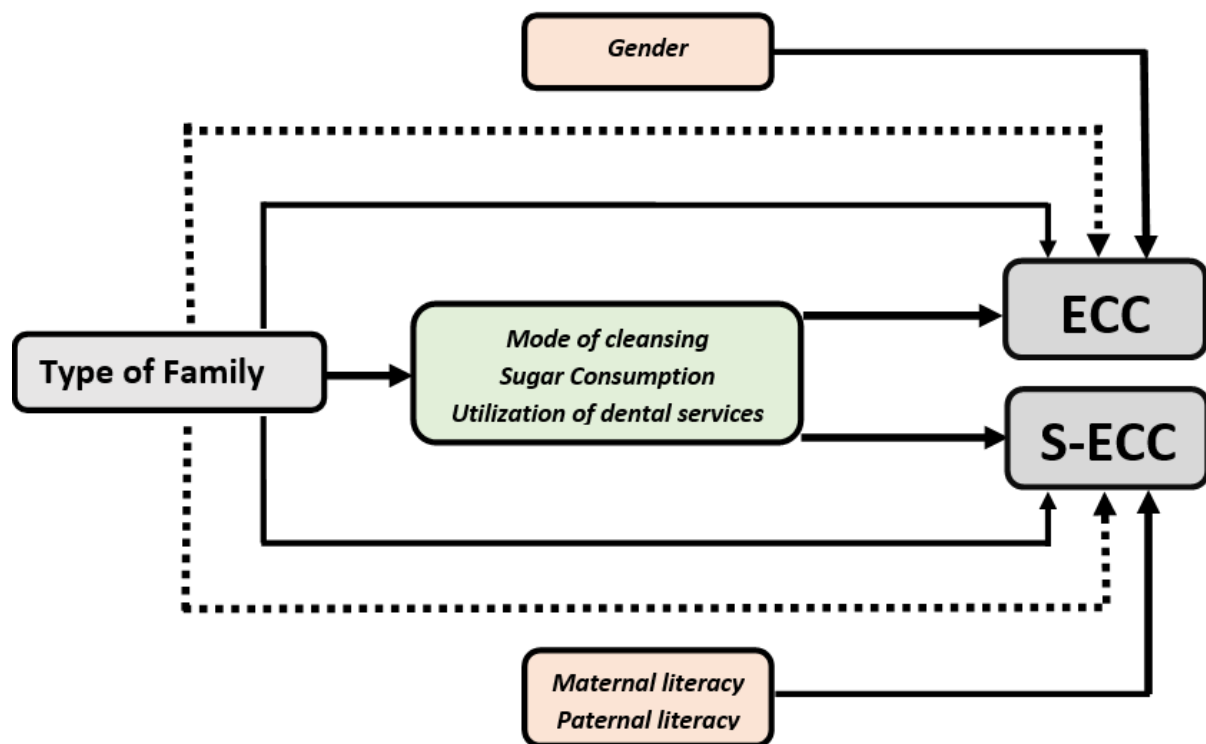 Gender
ECC
Type of Family
Mode of cleansing
Sugar Consumption
Utilization of dental services
S-ECC
Maternal literacy
Paternal literacy